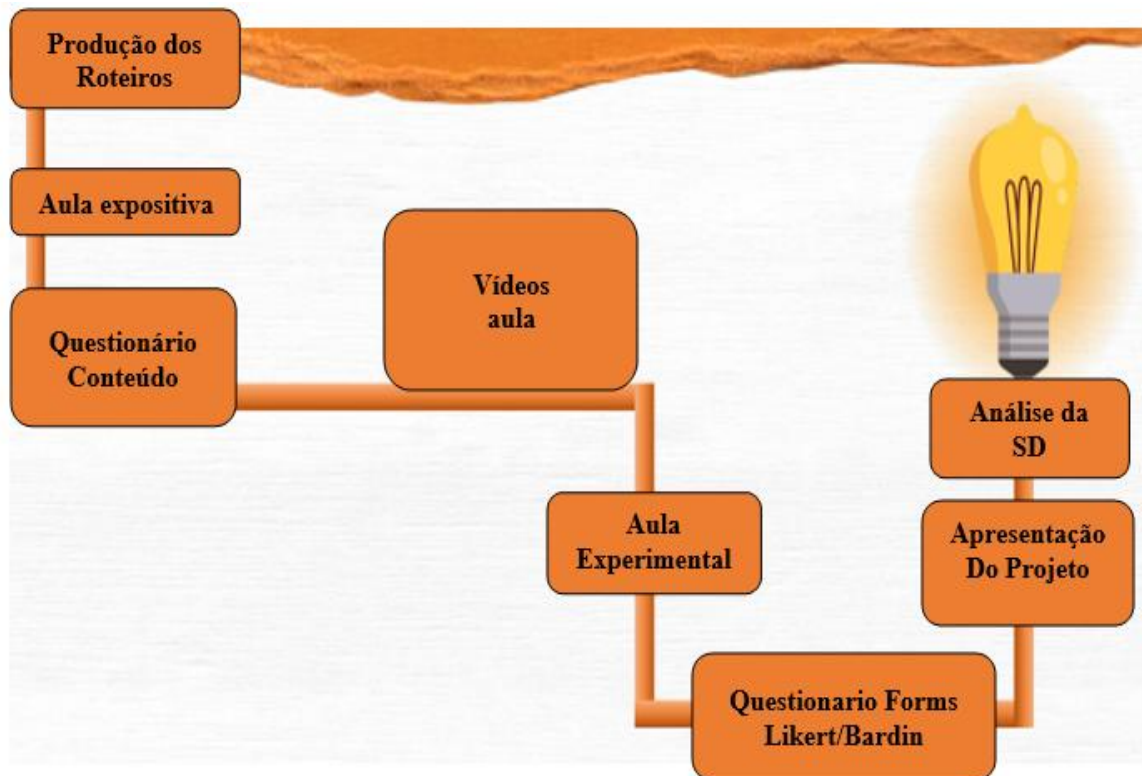 Produção dos
Roteiros
Aula expositiva
Questionário
Conteúdo
Vídeos
aula
Aula
Experimental
Questionario Forms
Likert/Bardin
Apresentação
Do Projeto
Análise da
SD